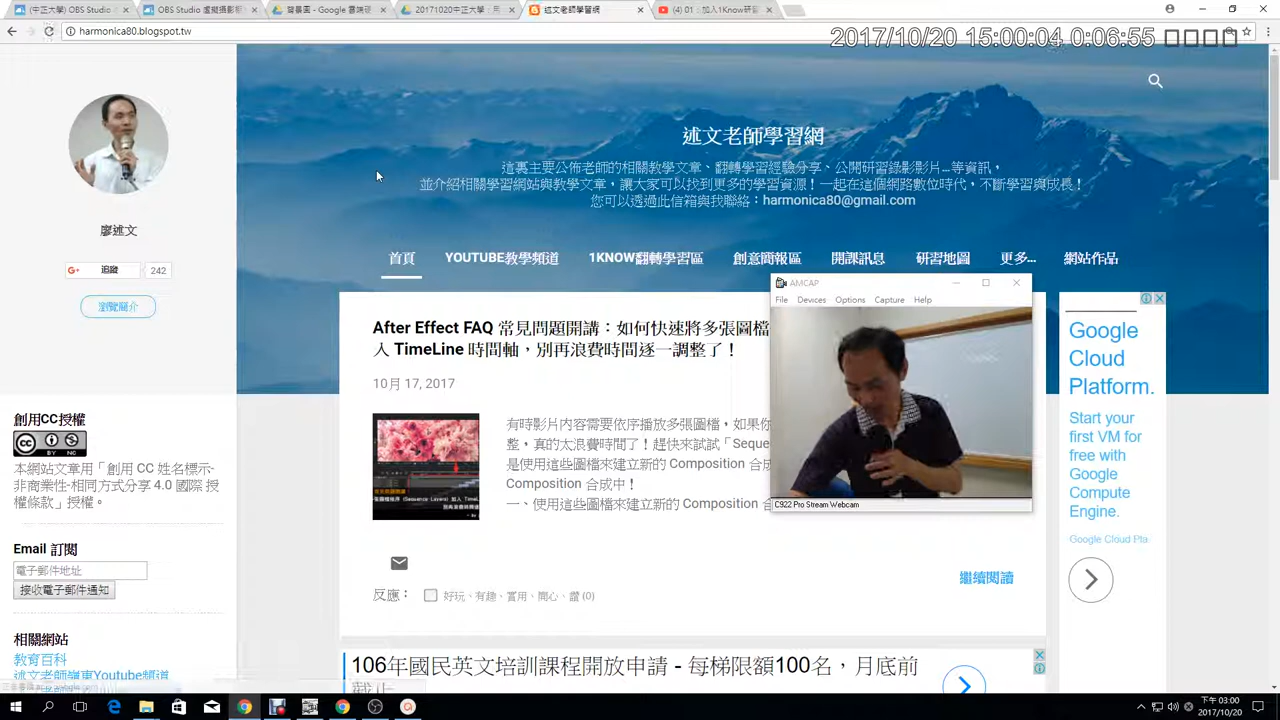 (中正大學) OBS Studio
OBS Studio 虛擬攝影棚
背景圖 - Google 雲端硬
20171020中正大學：
述文老師學習網
(4) 01
加入1Know研
harmonica80.blogspot.tw
2017/10/20 15:00:04 0:06:55 □□□□
廖述文
追蹤
242
瀏覽簡介
創用CC授權
CC BY NC
本網站文章用「創用 CC 姓名標示-
非商業性-相同方式分享 4.0 國際 授
權條款」授權。
Email 訂閱
電子郵件地址
接收電子郵件通知
相關網站
教育百科
述文老師嶺東Youtube頻道
述文老師學習網
這裏主要公佈老師的相關教學文章、翻轉學習經驗分享、公開研習錄影影片...等資訊，
並介紹相關學習網站與教學文章，讓大家可以找到更多的學習資源！一起在這個網路數位時代，不斷學習與成長！
您可以透過此信箱與我聯絡：harmonica80@gmail.com
首頁
YOUTUBE教學頻道
1KNOW翻轉學習區
創意簡報區
開課訊息
研習地圖
更多...
網站作品
After Effect FAQ 常見問題開講：如何快速將多張圖檔
入 TimeLine 時間軸，別再浪費時間逐一調整了！
10月 17, 2017
有時影片內容需要依序播放多張圖檔，如果你
整，真的太浪費時間了！趕快來試試「Seque
是使用這些圖檔來建立新的 Composition 合成
Composition 合成中！
一、使用這些圖檔來建立新的 Composition 合
繼續閱讀
反應：
好玩、有趣、實用、開心、讚 (0)
106年國民英文培訓課程開放申請 - 每梯限額100名，月底前
截止
AMCAP
File Devices Options Capture Help
C922 Pro Stream Webcam
Google
Cloud
Platform.
Start your
first VM for
free with
Google
Compute
Engine.
Google Cloud Pla
下午 03:00
2017/10/20